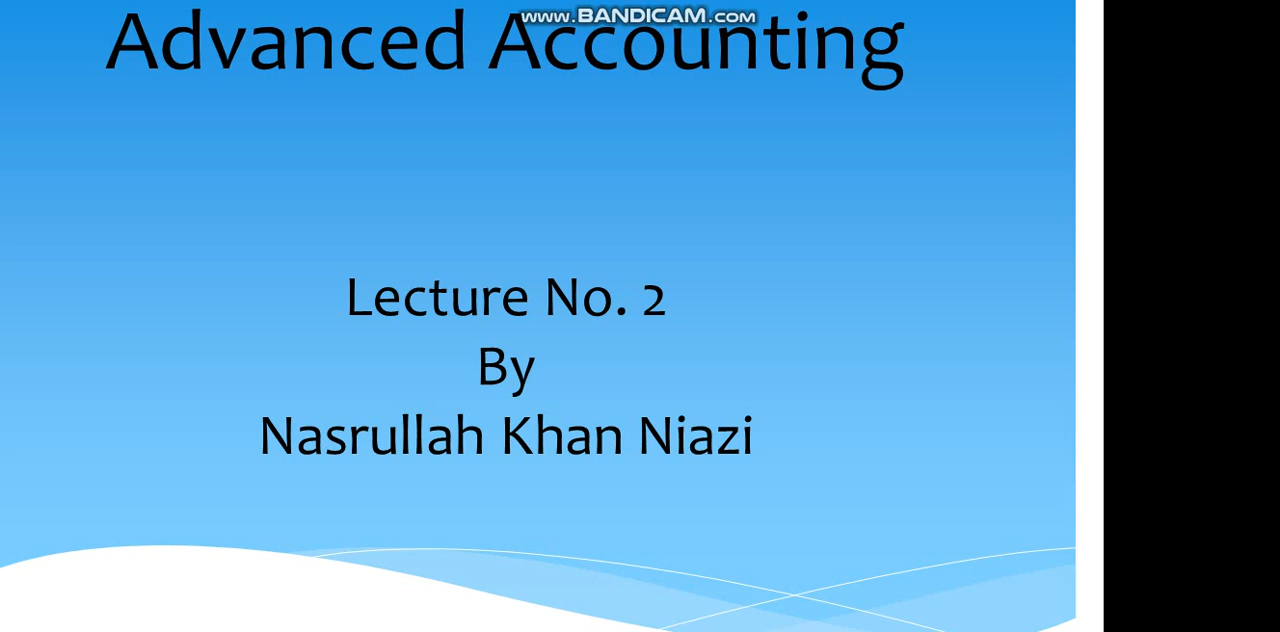 www.BANDICAM.com
Advanced Accounting
Lecture No. 2
By
Nasrullah Khan Niazi